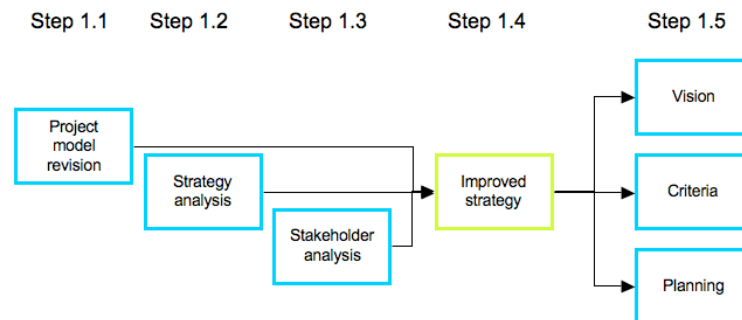 Step 1.1
Step 1.2
Step 1.3
Step 1.4
Step 1.5
Project
model
revision
Strategy
analysis
Stakeholder
analysis
Improved
strategy
Vision
Criteria
Planning